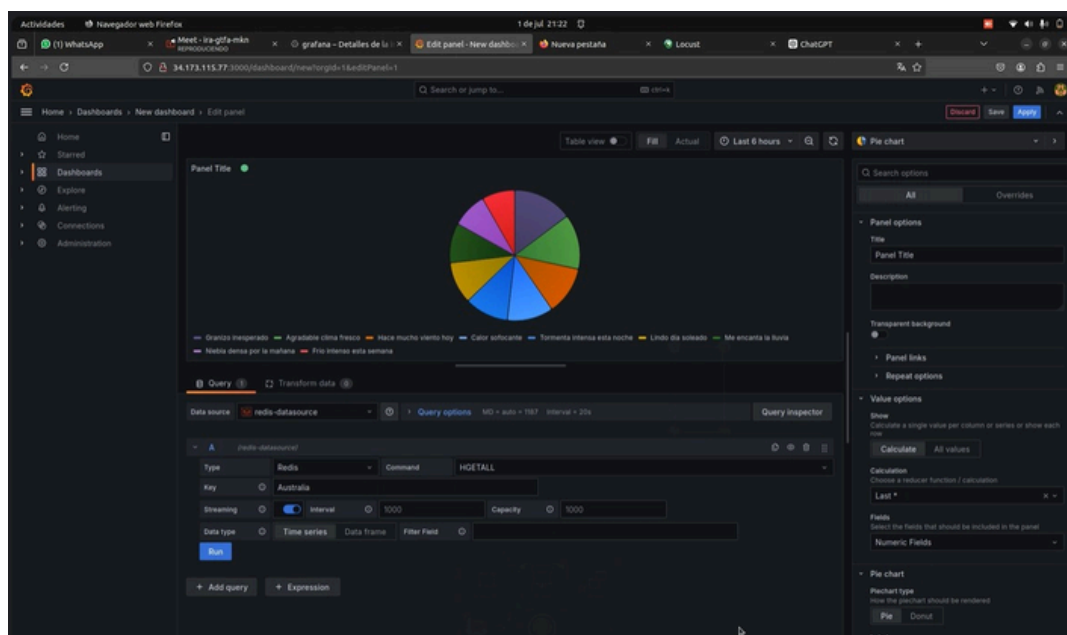 Actividades Navegador web Firefox 1 de jul 21:22
(1) WhatsApp Meet - ira-gtfa-mkn grafana – Detalles de la Edit panel - New dashbo Nueva pestaña Locust ChatGPT
REPRODUCIENDO
34.173.115.77:3000/dashboard/new?orgId=1&editPanel=1
Search or jump to... ctrl+k
Home Dashboards New dashboard Edit panel Discard Save Apply
Home
Starred
Dashboards
Explore
Alerting
Connections
Administration
Table view Fill Actual Last 6 hours
Panel Title
Granizo inesperado Agradable clima fresco Hace mucho viento hoy Calor sofocante Tormenta intensa esta noche Lindo dia soleado Me encanta la lluvia
Niebla densa por la mañana Frio intenso esta semana
Query 1 Transform data 0
Data source redis-datasource Query options MD = auto = 1167 Interval = 20s Query inspector
A (redis-datasource)
Type Redis Command HGETALL
Key Australia
Streaming Interval 1000 Capacity 1000
Data type Time series Data frame Filter Field
Run
+ Add query + Expression
Pie chart
Search options
All Overrides
Panel options
Title
Panel Title
Description
Transparent background
Panel links
Repeat options
Value options
Show
Calculate a single value per column or series or show each row
Calculate All values
Calculation
Choose a reducer function / calculation
Last *
Fields
Select the fields that should be included in the panel
Numeric Fields
Pie chart
Piechart type
How the piechart should be rendered
Pie Donut